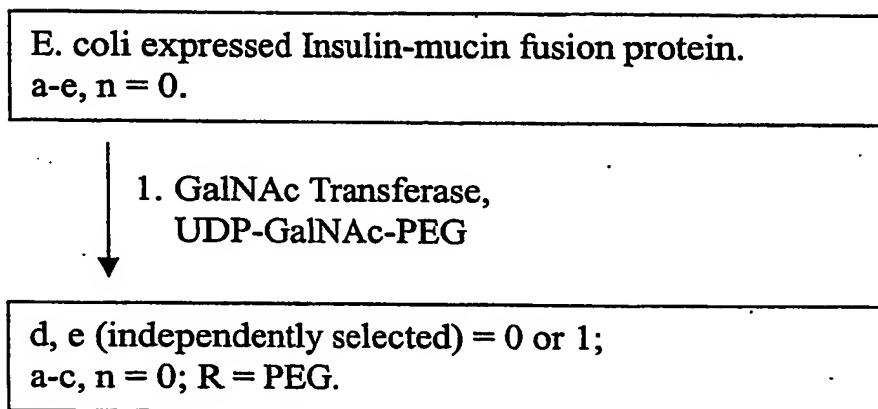 E. coli expressed Insulin-mucin fusion protein.
a-e, n = 0.
1. GalNAc Transferase,
UDP-GalNAc-PEG
d, e (independently selected) = 0 or 1;
a-c, n = 0; R = PEG.